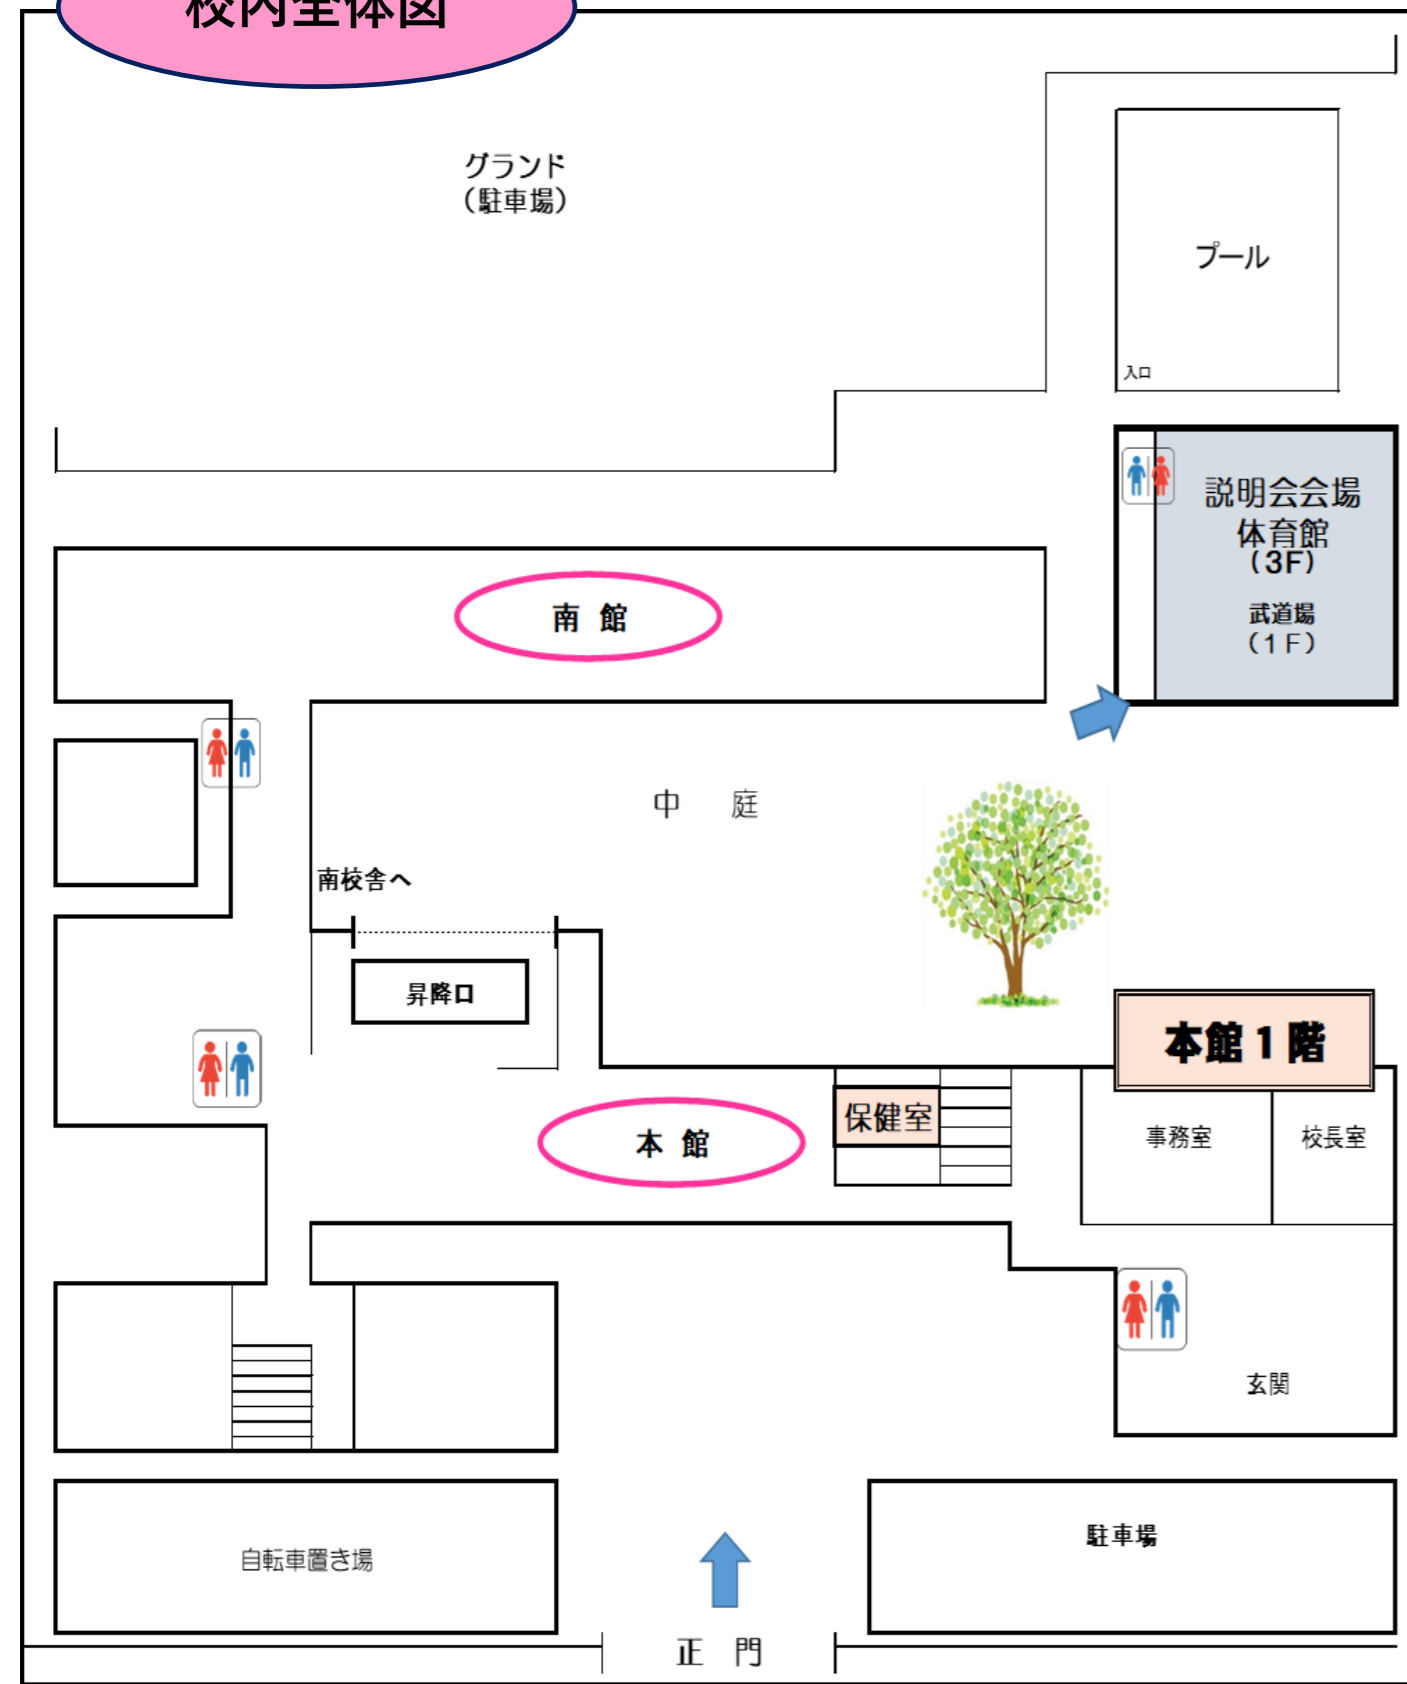 校内全体図
グランド
（駐車場）
プール
入口
説明会会場
体育館
(3F)
武道場
(1F)
南 館
中 庭
南校舎へ
昇降口
本館１階
保健室
事務室
校長室
本 館
玄関
自転車置き場
駐車場
正 門